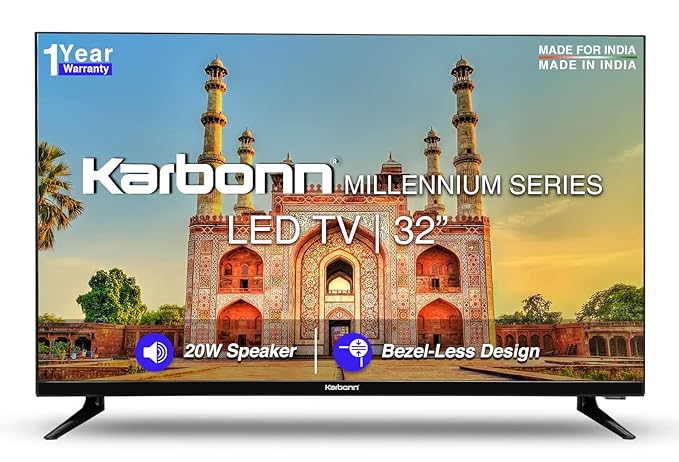 1 Year
Warranty
MADE FOR INDIA
MADE IN INDIA
Karbonn® MILLENNIUM SERIES
LED TV | 32”
20W Speaker | Bezel-Less Design
Karbonn